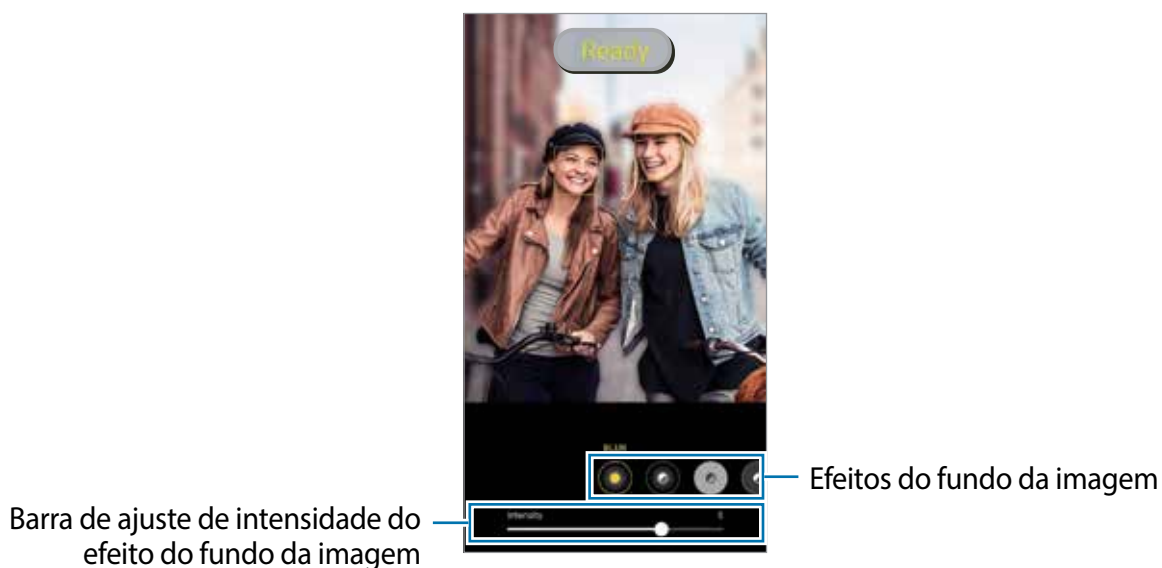 Ready
BLUR
Efeitos do fundo da imagem
Intensity 5
Barra de ajuste de intensidade do
efeito do fundo da imagem